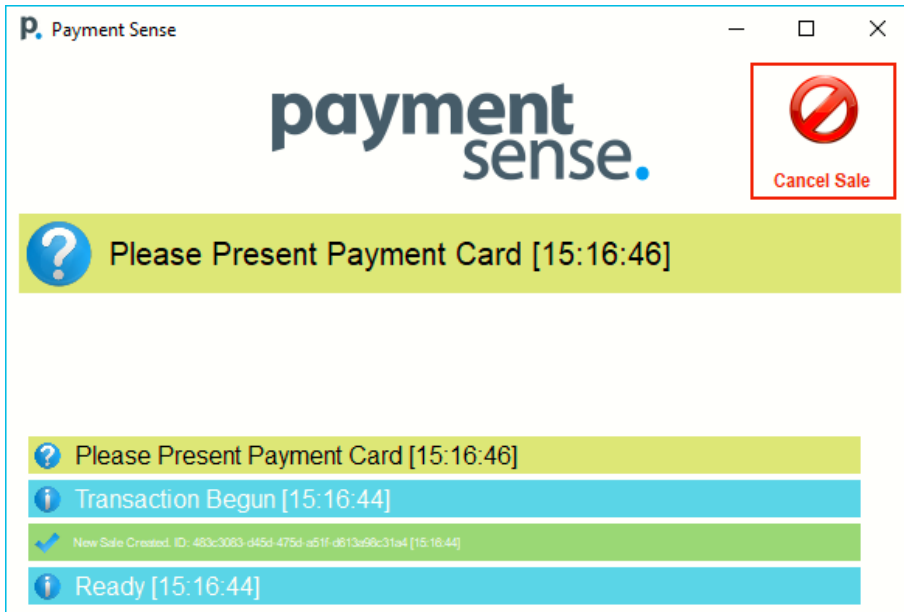 p. Payment Sense
payment
sense.
Cancel Sale
Please Present Payment Card [15:16:46]
Please Present Payment Card [15:16:46]
Transaction Begun [15:16:44]
New Sale Created. ID: 483c3083-d45d-475d-a51f-d613a98c31a4 [15:16:44]
Ready [15:16:44]